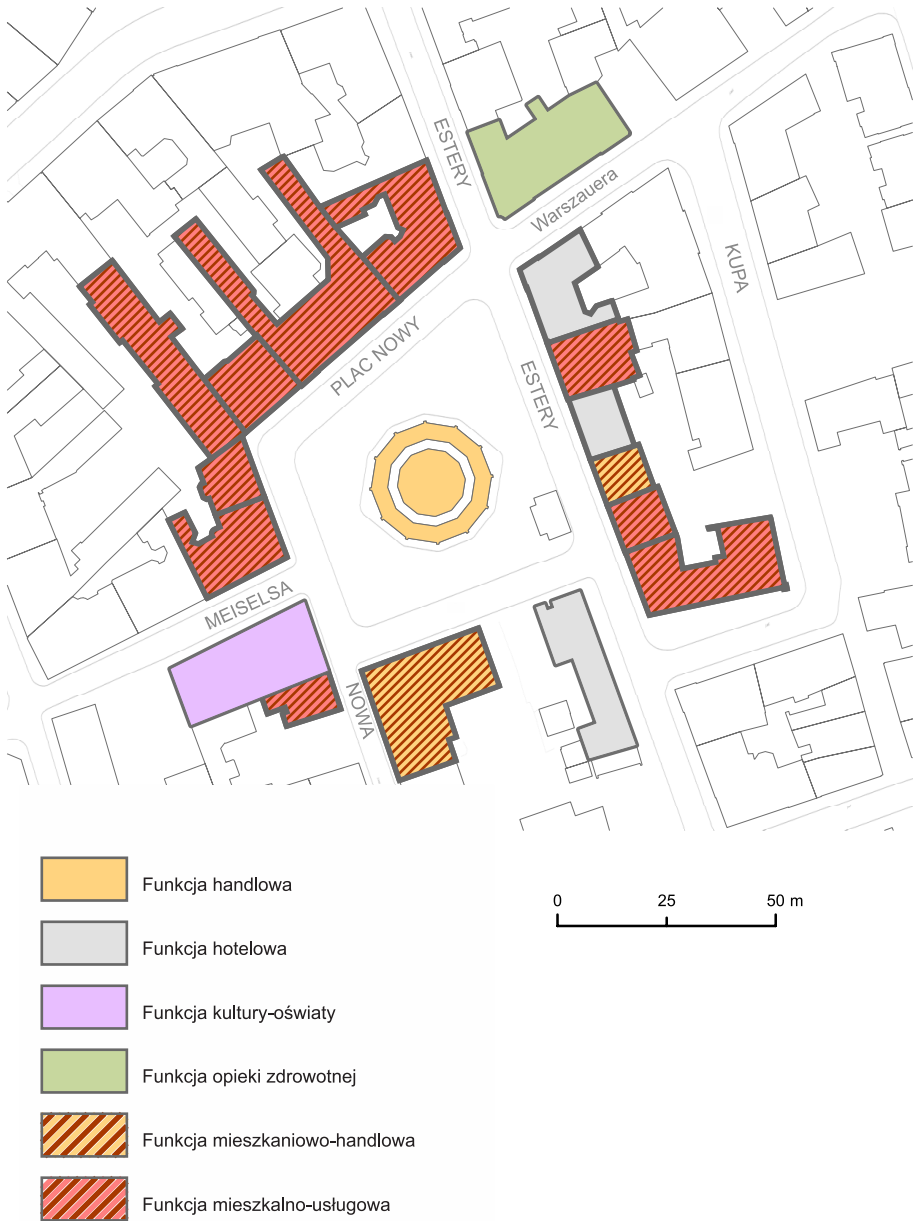 ESTERY
Warszauera
KUPA
PLAC NOWY
ESTERY
MEISELSA
NOWA
Funkcja handlowa
Funkcja hotelowa
Funkcja kultury-oświaty
Funkcja opieki zdrowotnej
Funkcja mieszkaniowo-handlowa
Funkcja mieszkalno-usługowa
0 25 50 m